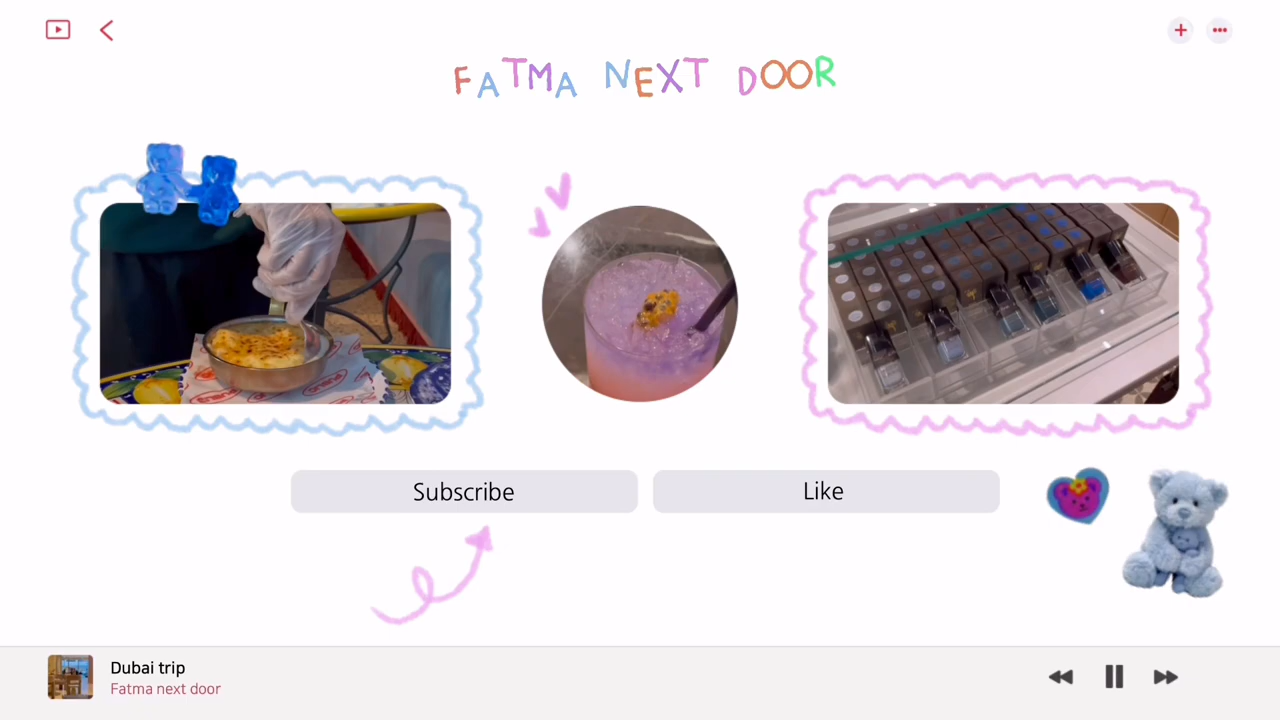 FATMA NEXT DOOR
Subscribe
Like
Dubai trip
Fatma next door